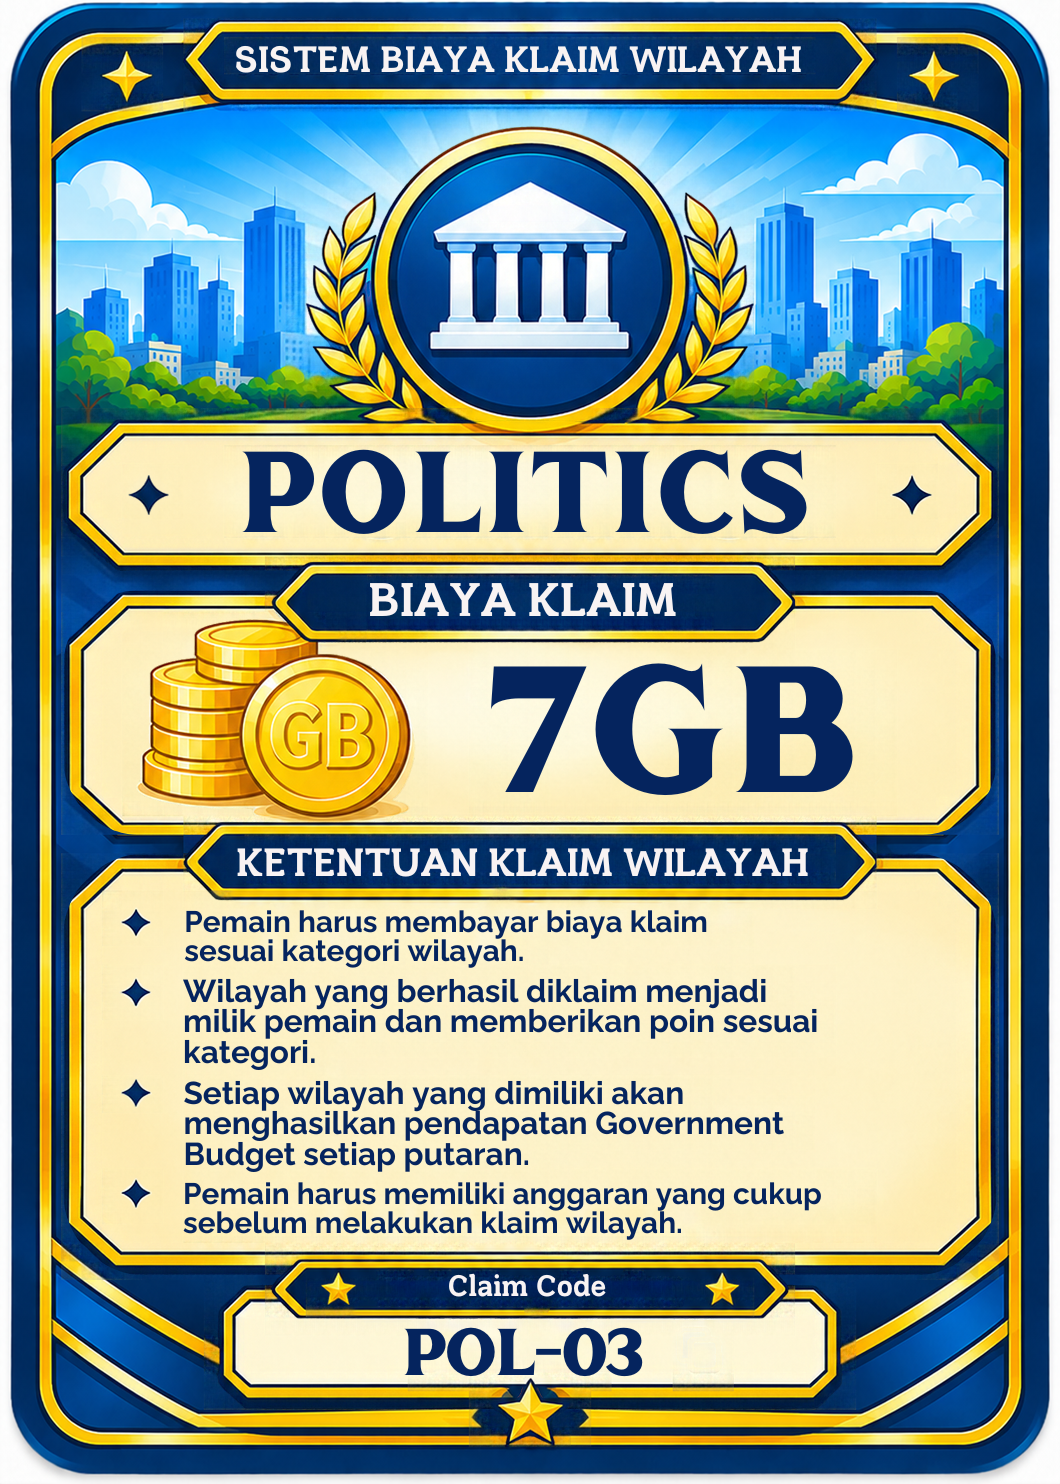 SISTEM BIAYA KLAIM WILAYAH
POLITICS
BIAYA KLAIM
GB
7GB
KETENTUAN KLAIM WILAYAH
Pemain harus membayar biaya klaim
sesuai kategori wilayah.
Wilayah yang berhasil diklaim menjadi
milik pemain dan memberikan poin sesuai
kategori.
Setiap wilayah yang dimiliki akan
menghasilkan pendapatan Government
Budget setiap putaran.
Pemain harus memiliki anggaran yang cukup
sebelum melakukan klaim wilayah.
Claim Code
POL-03